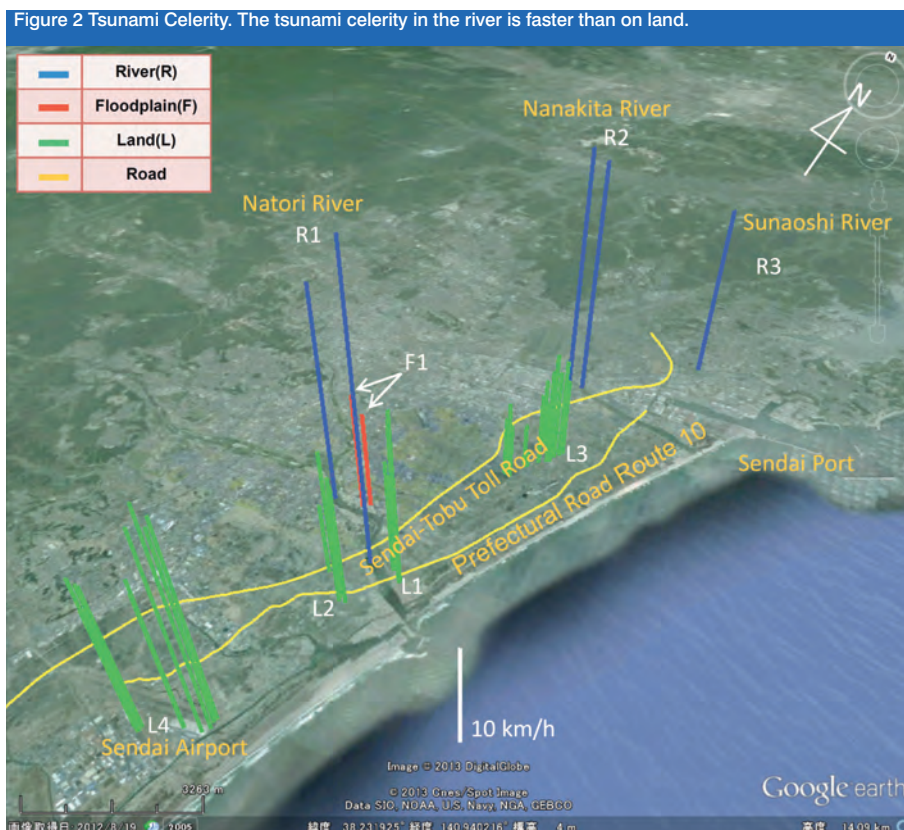 Figure 2 Tsunami Celerity. The tsunami celerity in the river is faster than on land.
River(R)
Floodplain(F)
Land(L)
Road
N
N
Nanakita River
R2
Natori River
R1
Sunaoshi River
R3
F1
L3
Sendai-Tobu Toll Road
Prefectural Road Route 10
Sendai Port
L1
L2
L4
Sendai Airport
10 km/h
3263 m
Image © 2013 DigitalGlobe
© 2013 Cnes/Spot Image
Data SIO, NOAA, U.S. Navy, NGA, GEBCO
Google earth
画像取得日: 2012/8/19 2005 緯度 38.231925° 経度 140.940216° 標高 4 m 高度 14.09 km